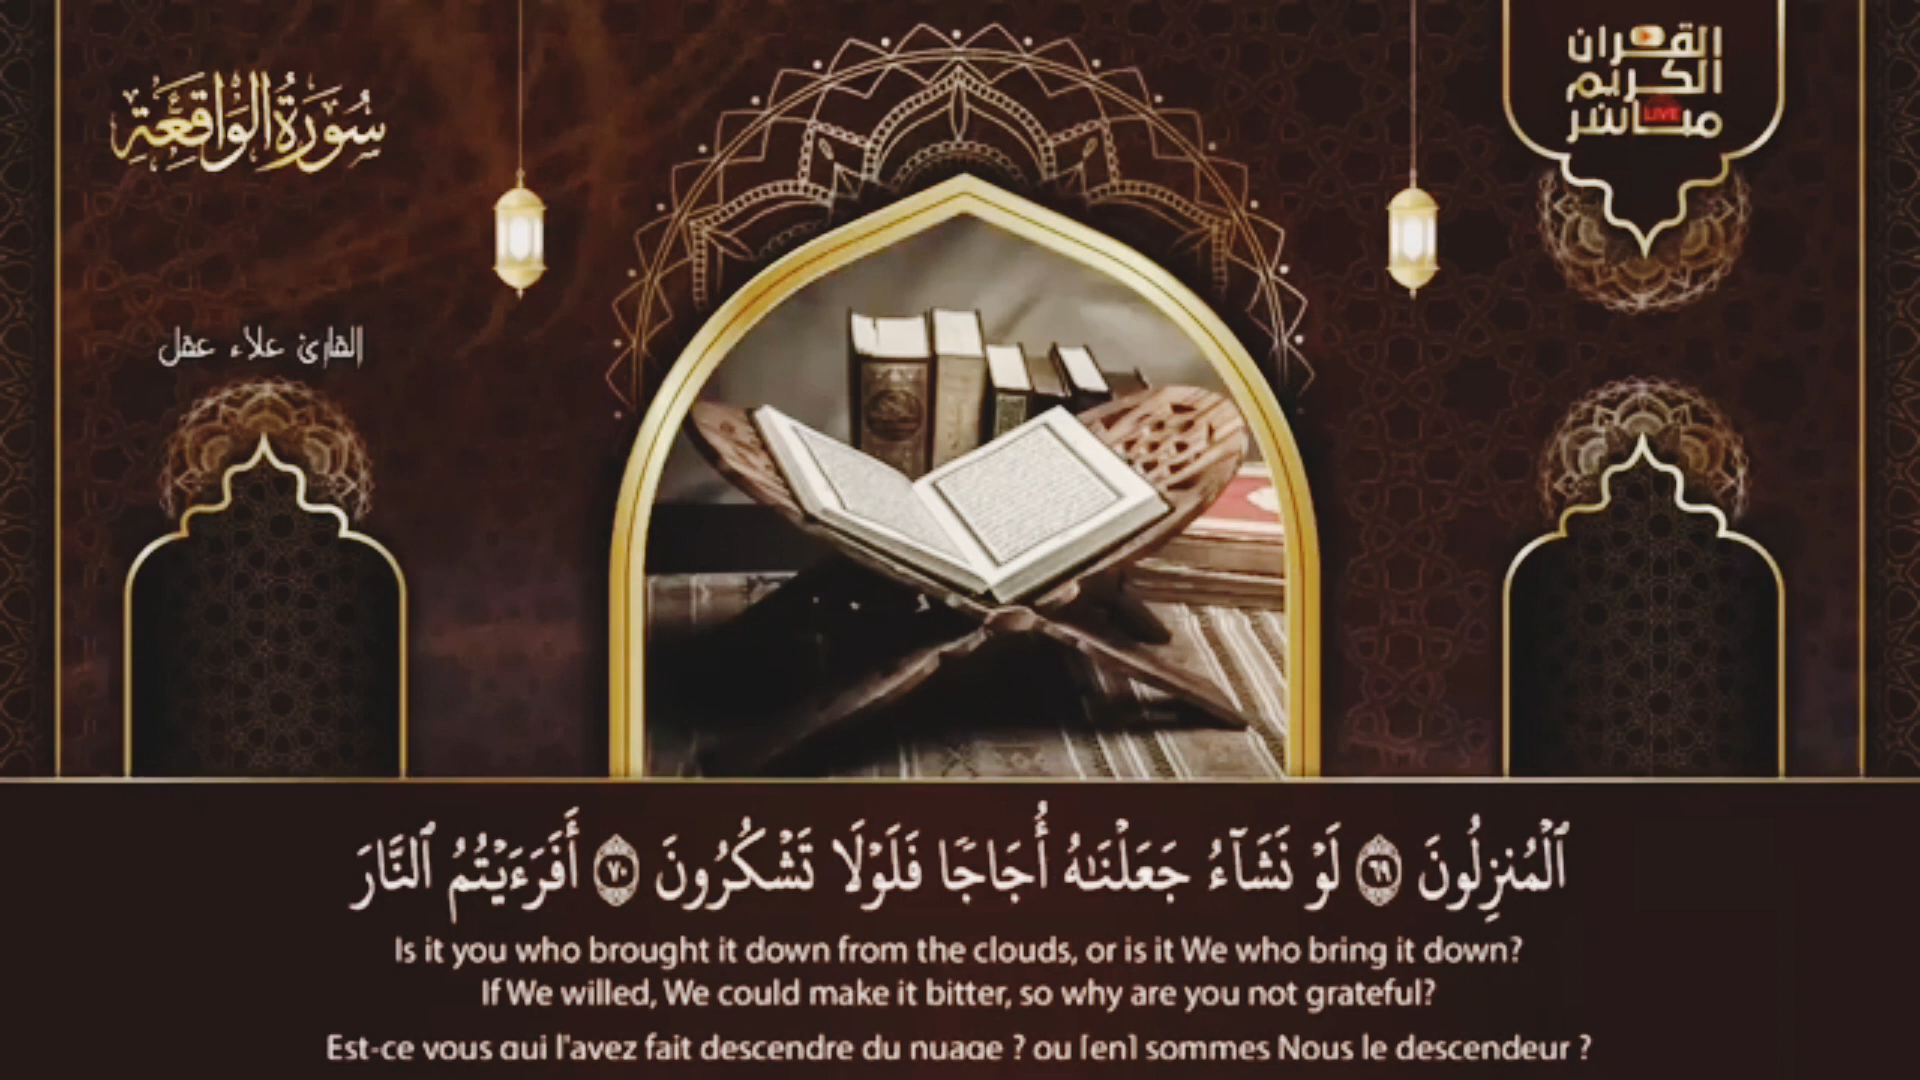 سُورَةُ الوَاقِعَةِ
القرآن
الكريم
مباشر
LIVE
القارئ علاء عقل
ٱلْمُنزِلُونَ ٦٩ لَوْ نَشَآءُ جَعَلْنَٰهُ أُجَاجًا فَلَوْلَا تَشْكُرُونَ ٧٠ أَفَرَءَيْتُمُ ٱلنَّارَ
Is it you who brought it down from the clouds, or is it We who bring it down?
If We willed, We could make it bitter, so why are you not grateful?
Est-ce vous qui l'avez fait descendre du nuage ? ou [en] sommes Nous le descendeur ?